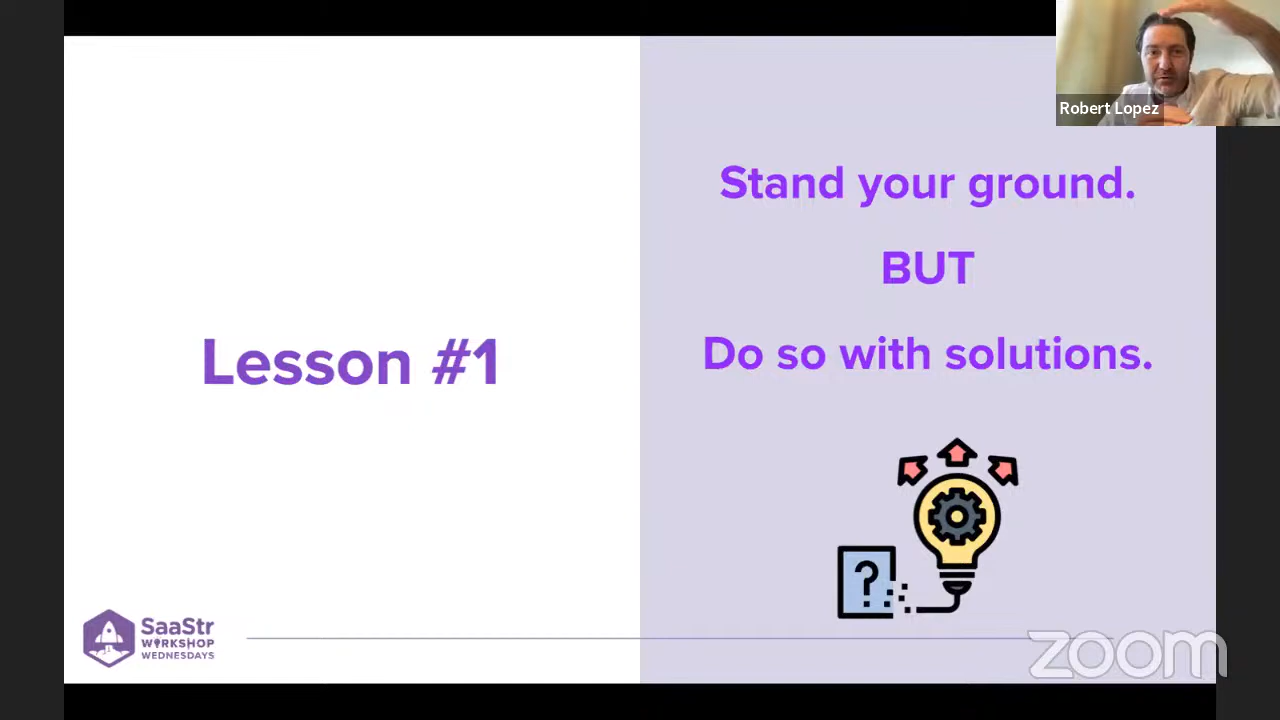 Robert Lopez
Stand your ground.
BUT
Do so with solutions.
Lesson #1
?
SaaStr
WORKSHOP
WEDNESDAYS
zoom